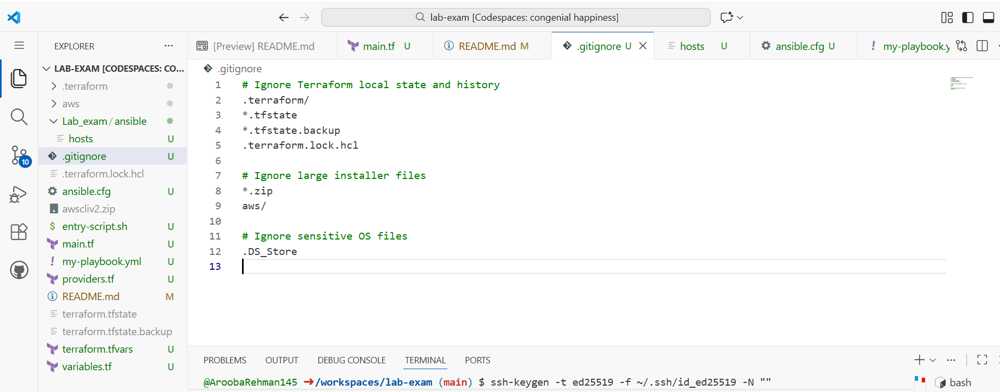 lab-exam [Codespaces: congenial happiness]
EXPLORER
[Preview] README.md
main.tf U
README.md M
.gitignore U
hosts U
ansible.cfg U
my-playbook.y
LAB-EXAM [CODESPACES: CO...
.terraform
aws
Lab_exam / ansible
hosts U
.gitignore U
.terraform.lock.hcl
ansible.cfg U
awscliv2.zip
entry-script.sh U
main.tf U
my-playbook.yml U
providers.tf U
README.md M
terraform.tfstate
terraform.tfstate.backup
terraform.tfvars U
variables.tf U
10
.gitignore
1 # Ignore Terraform local state and history
2 .terraform/
3 *.tfstate
4 *.tfstate.backup
5 .terraform.lock.hcl
6
7 # Ignore large installer files
8 *.zip
9 aws/
10
11 # Ignore sensitive OS files
12 .DS_Store
13
PROBLEMS OUTPUT DEBUG CONSOLE TERMINAL PORTS
@AroobaRehman145 ➜/workspaces/lab-exam (main) $ ssh-keygen -t ed25519 -f ~/.ssh/id_ed25519 -N ""
bash